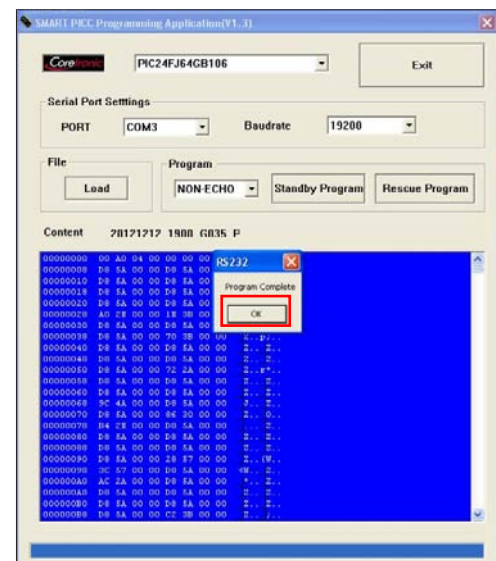 SMART PICC Programming Application(V1.3)
Coretronic PIC24FJ64GB106 Exit
Serial Port Setttings
PORT COM3 Baudrate 19200
File Program
Load NON-ECHO Standby Program Rescue Program
Content 20121212 1900 G035 P
RS232
Program Complete
OK
00000000 00 A0 04 00 00 00 00
00000008 D8 5A 00 00 D8 5A 00
00000010 D8 5A 00 00 D8 5A 00
00000018 D8 5A 00 00 D8 5A 00
00000020 D8 5A 00 00 D8 5A 00
00000028 A0 2E 00 00 1E 3B 00
00000030 D8 5A 00 00 D8 5A 00
00000038 D8 5A 00 00 70 3B 00 00 Z..p;..
00000040 D8 5A 00 00 D8 5A 00 00 Z.. Z..
00000048 D8 5A 00 00 D8 5A 00 00 Z.. Z..
00000050 D8 5A 00 00 72 2A 00 00 Z..r*..
00000058 D8 5A 00 00 D8 5A 00 00 Z.. Z..
00000060 D8 5A 00 00 D8 5A 00 00 Z.. Z..
00000068 9C 4A 00 00 D8 5A 00 00 J.. Z..
00000070 D8 5A 00 00 86 30 00 00 Z.. 0..
00000078 B4 2E 00 00 D8 5A 00 00 ... Z..
00000080 D8 5A 00 00 D8 5A 00 00 Z.. Z..
00000088 D8 5A 00 00 D8 5A 00 00 Z.. Z..
00000090 D8 5A 00 00 28 57 00 00 Z.. (W..
00000098 3C 57 00 00 D8 5A 00 00 <W.. Z..
000000A0 AC 2A 00 00 D8 5A 00 00 *.. Z..
000000A8 D8 5A 00 00 D8 5A 00 00 Z.. Z..
000000B0 D8 5A 00 00 D8 5A 00 00 Z.. Z..
000000B8 D8 5A 00 00 C2 3B 00 00 Z.. ;..